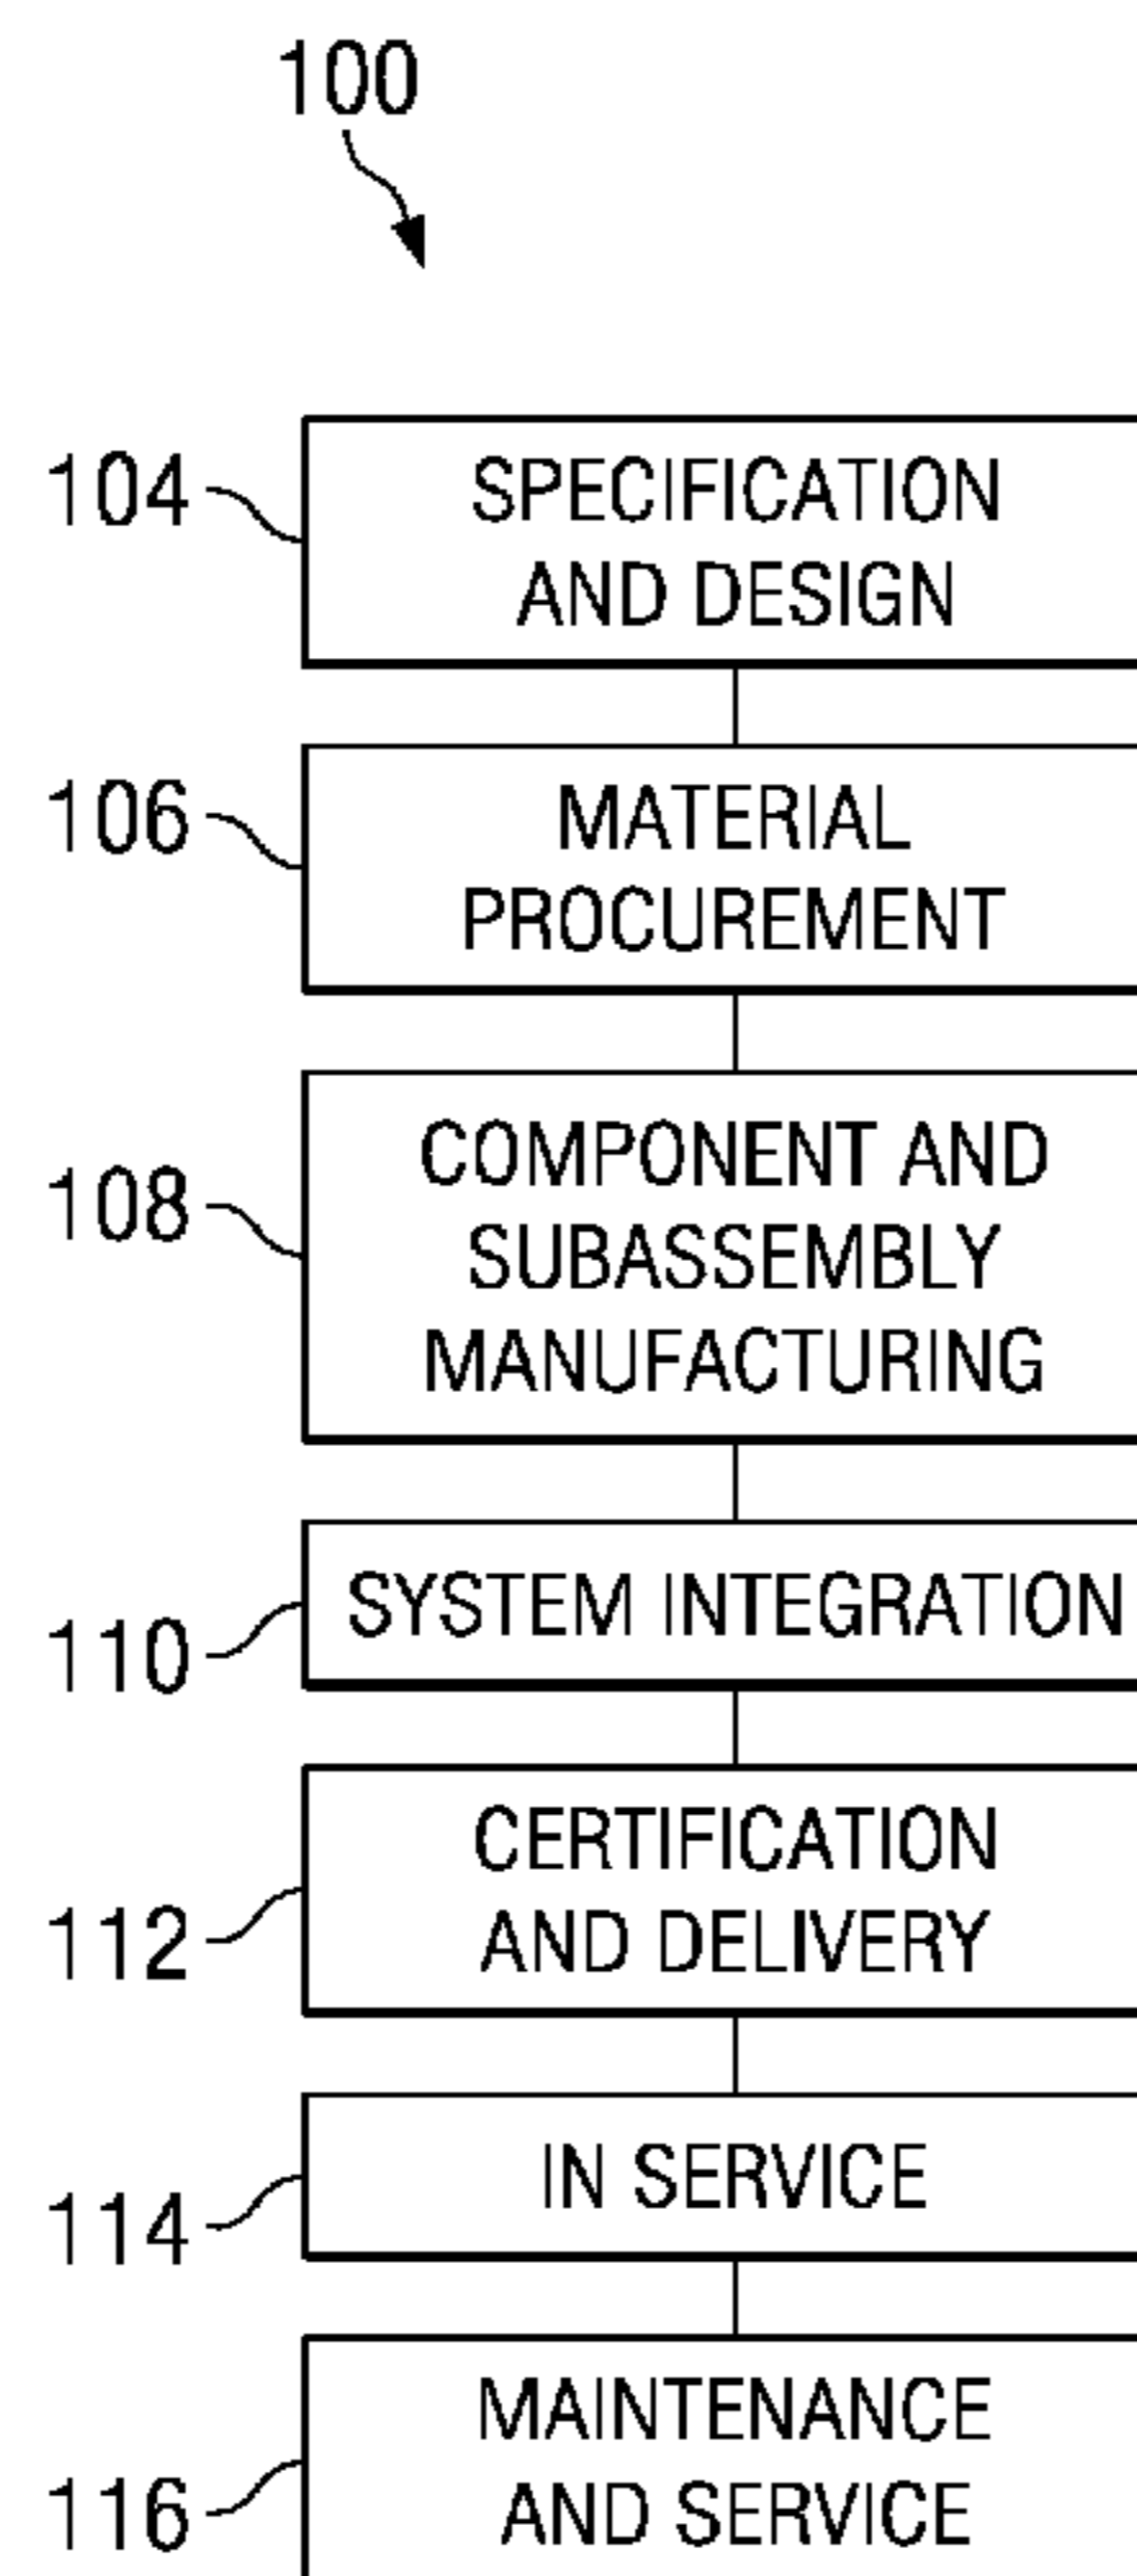 100
104
SPECIFICATION
AND DESIGN
106
MATERIAL
PROCUREMENT
108
COMPONENT AND
SUBASSEMBLY
MANUFACTURING
110
SYSTEM INTEGRATION
112
CERTIFICATION
AND DELIVERY
114
IN SERVICE
116
MAINTENANCE
AND SERVICE